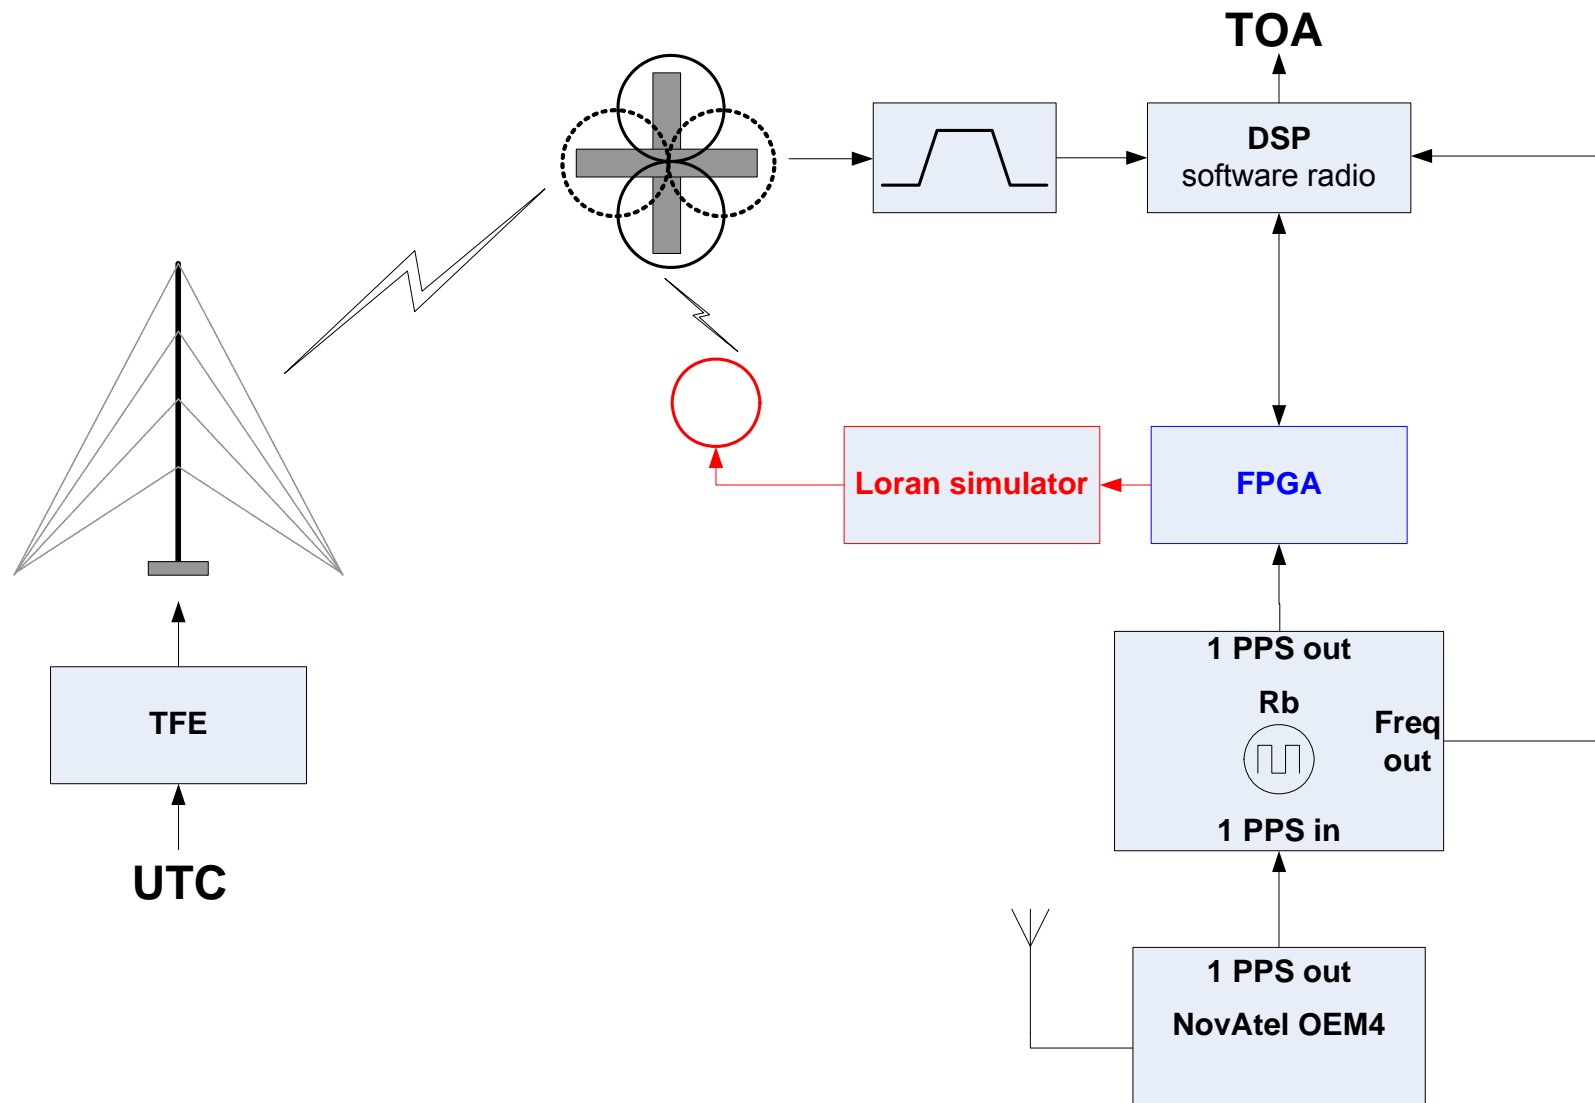 TOA
DSP
software radio
Loran simulator
FPGA
1 PPS out
Rb
Freq
out
1 PPS in
TFE
UTC
1 PPS out
NovAtel OEM4